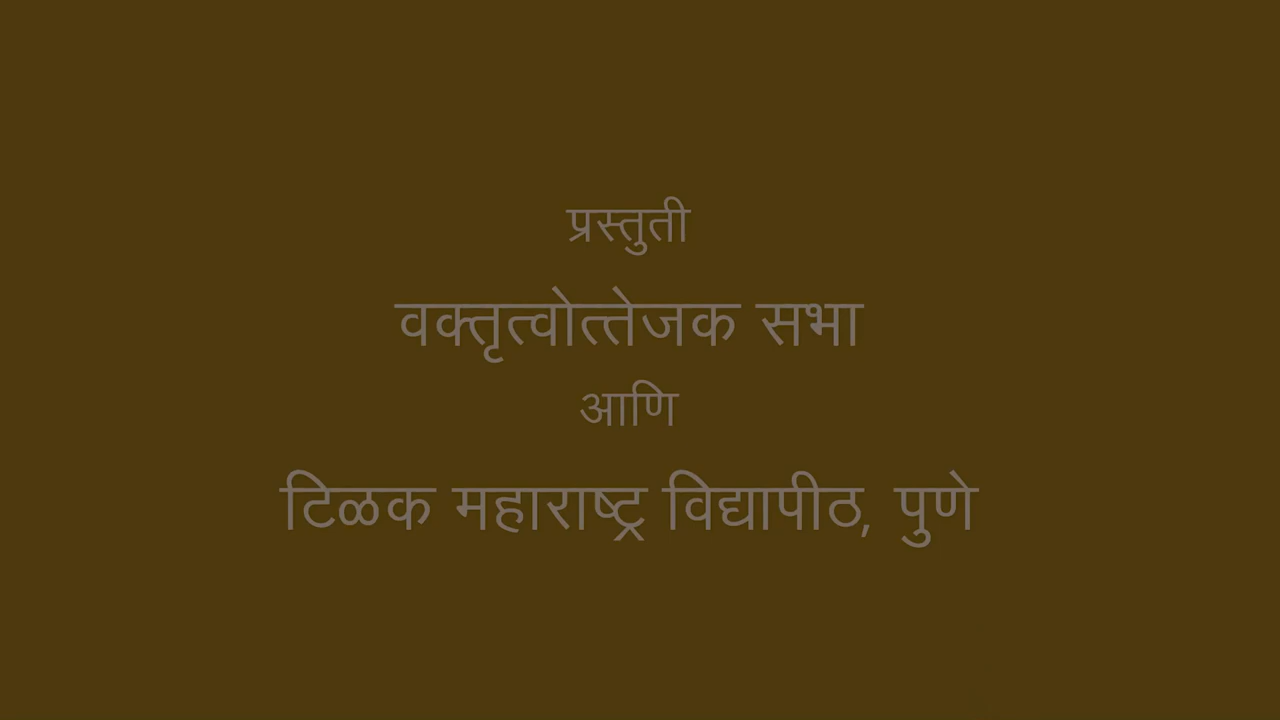 प्रस्तुती
वक्तृत्वोत्तेजक सभा
आणि
टिळक महाराष्ट्र विद्यापीठ, पुणे